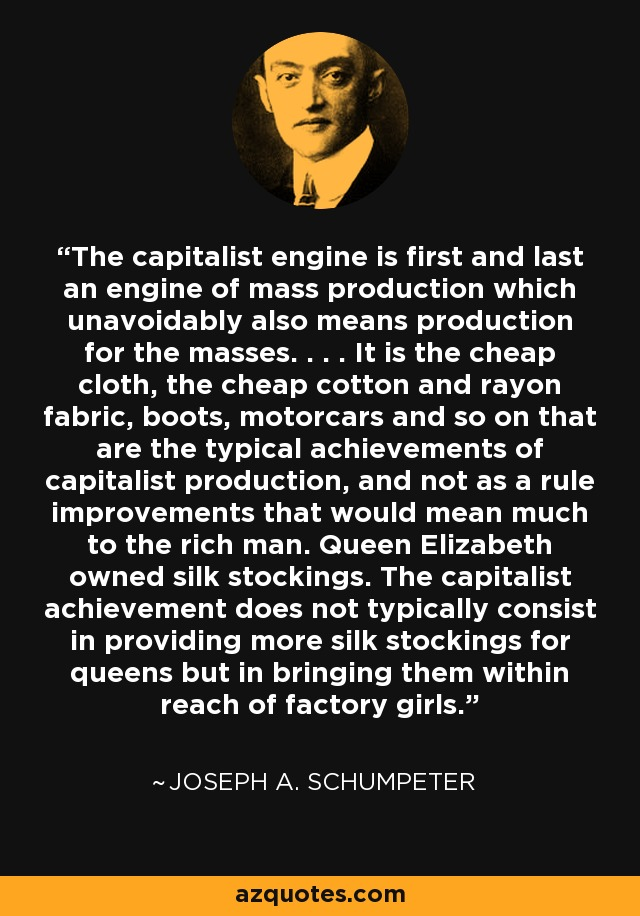 “The capitalist engine is first and last
an engine of mass production which
unavoidably also means production
for the masses. . . . It is the cheap
cloth, the cheap cotton and rayon
fabric, boots, motorcars and so on that
are the typical achievements of
capitalist production, and not as a rule
improvements that would mean much
to the rich man. Queen Elizabeth
owned silk stockings. The capitalist
achievement does not typically consist
in providing more silk stockings for
queens but in bringing them within
reach of factory girls.”
~JOSEPH A. SCHUMPETER
azquotes.com